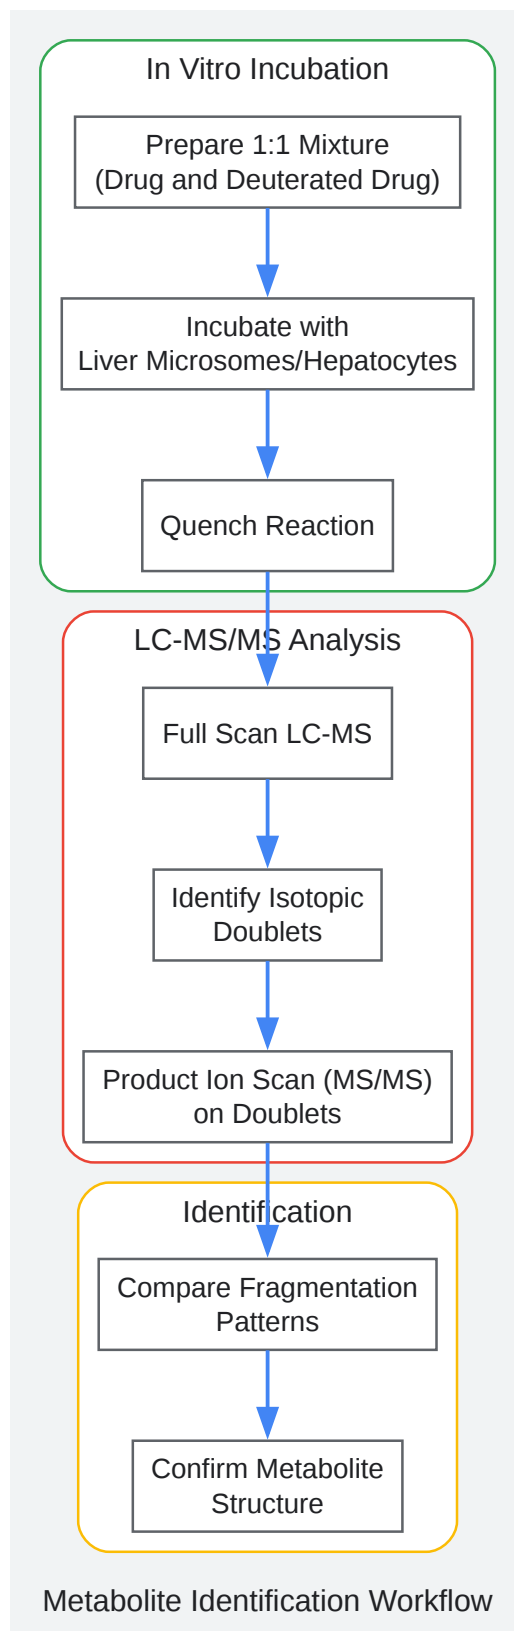 In Vitro Incubation
Prepare 1:1 Mixture
(Drug and Deuterated Drug)
Incubate with
Liver Microsomes/Hepatocytes
Quench Reaction
LC-MS/MS Analysis
Full Scan LC-MS
Identify Isotopic
Doublets
Product Ion Scan (MS/MS)
on Doublets
Identification
Compare Fragmentation
Patterns
Confirm Metabolite
Structure
Metabolite Identification Workflow